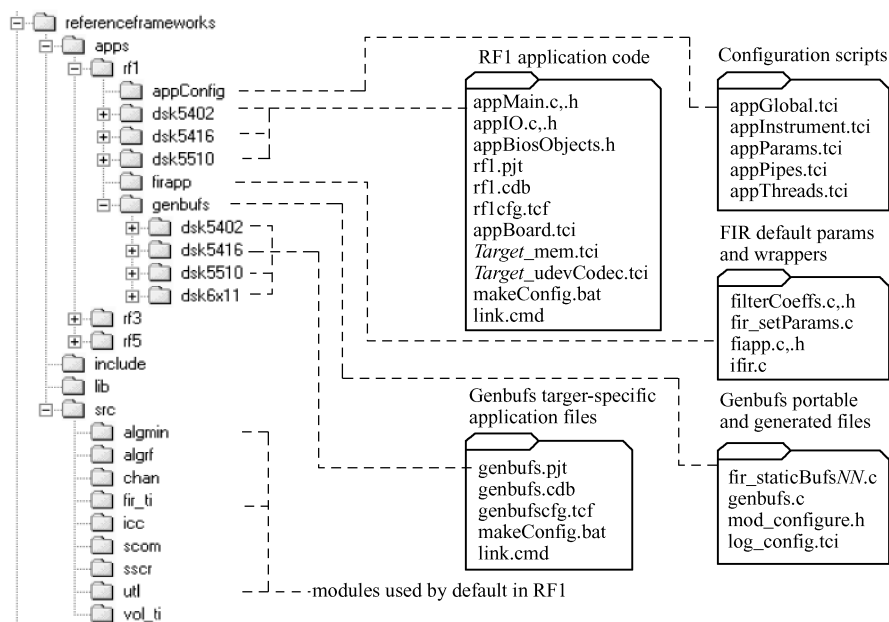 referenceframeworks
apps
rf1
appConfig
dsk5402
dsk5416
dsk5510
firapp
genbufs
dsk5402
dsk5416
dsk5510
dsk6x11
rf3
rf5
include
lib
src
algmin
algrf
chan
fir_ti
icc
scom
sscr
utl
vol_ti
RF1 application code
appMain.c,.h
appIO.c,.h
appBiosObjects.h
rf1.pjt
rf1.cdb
rf1cfg.tcf
appBoard.tci
Target_mem.tci
Target_udevCodec.tci
makeConfig.bat
link.cmd
Configuration scripts
appGlobal.tci
appInstrument.tci
appParams.tci
appPipes.tci
appThreads.tci
FIR default params
and wrappers
filterCoeffs.c,.h
fir_setParams.c
fiapp.c,.h
ifir.c
Genbufs targer-specific
application files
genbufs.pjt
genbufs.cdb
genbufscfg.tcf
makeConfig.bat
link.cmd
Genbufs portable
and generated files
fir_staticBufsNN.c
genbufs.c
mod_configure.h
log_config.tci
modules used by default in RF1